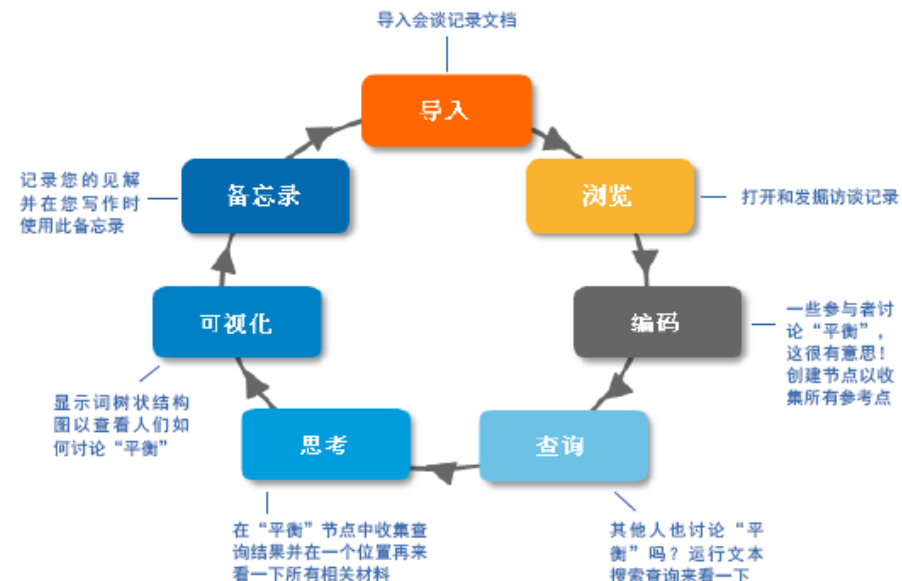 导入会谈记录文档
导入
浏览
打开和发掘访谈记录
编码
一些参与者讨
论“平衡”，
这很有意思！
创建节点以收
集所有参考点
查询
其他人也讨论“平
衡”吗？运行文本
搜索查询来看一下
思考
在“平衡”节点中收集查
询结果并在一个位置再来
看一下所有相关材料
可视化
显示词树状结构
图以查看人们如
何讨论“平衡”
备忘录
记录您的见解
并在您写作时
使用此备忘录